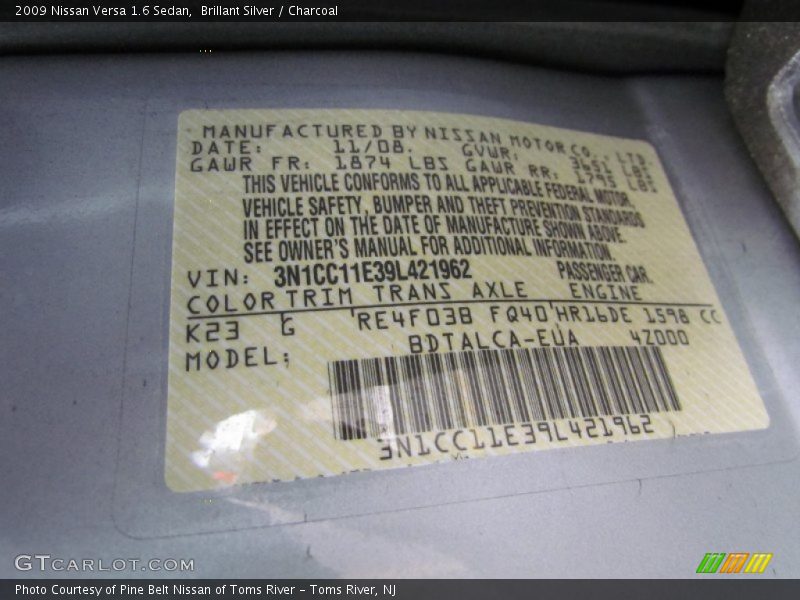 2009 Nissan Versa 1.6 Sedan, Brillant Silver / Charcoal
MANUFACTURED BY NISSAN MOTOR CO., LTD.
DATE: 11/08. GVWR:
GAWR FR: 1874 LBS GAWR RR: 1795 LBS
THIS VEHICLE CONFORMS TO ALL APPLICABLE FEDERAL MOTOR
VEHICLE SAFETY, BUMPER AND THEFT PREVENTION STANDARDS
IN EFFECT ON THE DATE OF MANUFACTURE SHOWN ABOVE.
SEE OWNER'S MANUAL FOR ADDITIONAL INFORMATION.
VIN: 3N1CC11E39L421962 PASSENGER CAR.
COLOR TRIM TRANS AXLE ENGINE
K23 G RE4F03B FQ40 HR16DE 1598 CC
MODEL: BDTALCA-EUA 4Z000
3N1CC11E39L421962
GTCARLOT.COM
Photo Courtesy of Pine Belt Nissan of Toms River – Toms River, NJ